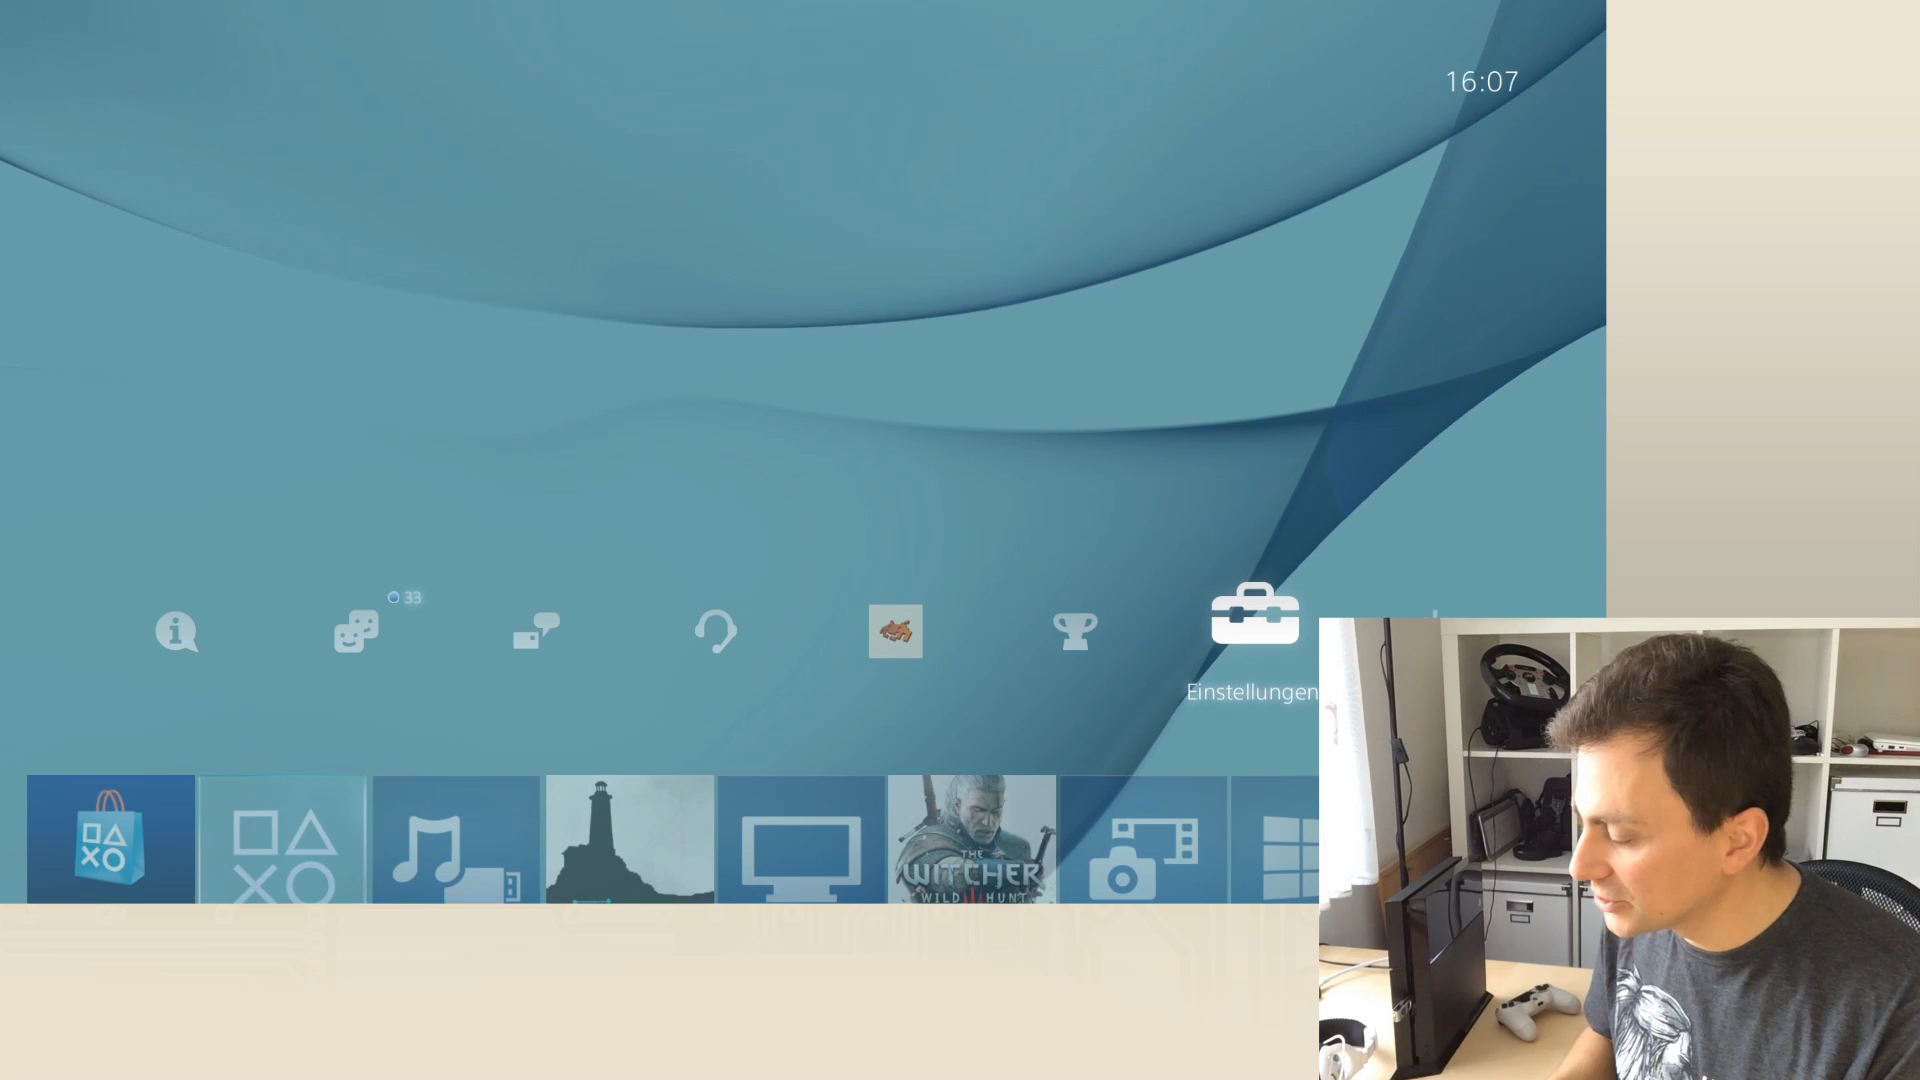 16:07
33
Einstellungen
THE
WITCHER
WILD HUNT